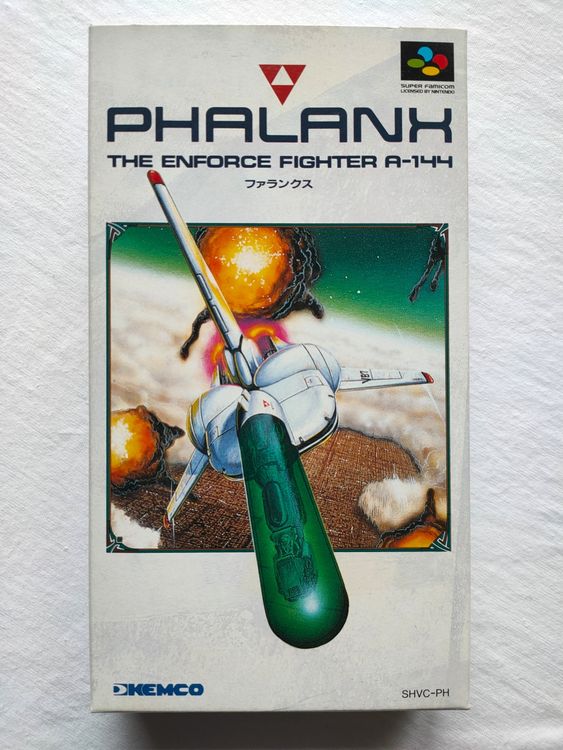 SUPER FAMICOM
LICENSED BY NINTENDO
PHALANX
THE ENFORCE FIGHTER A-144
ファランクス
VBT
KEMCO
SHVC-PH